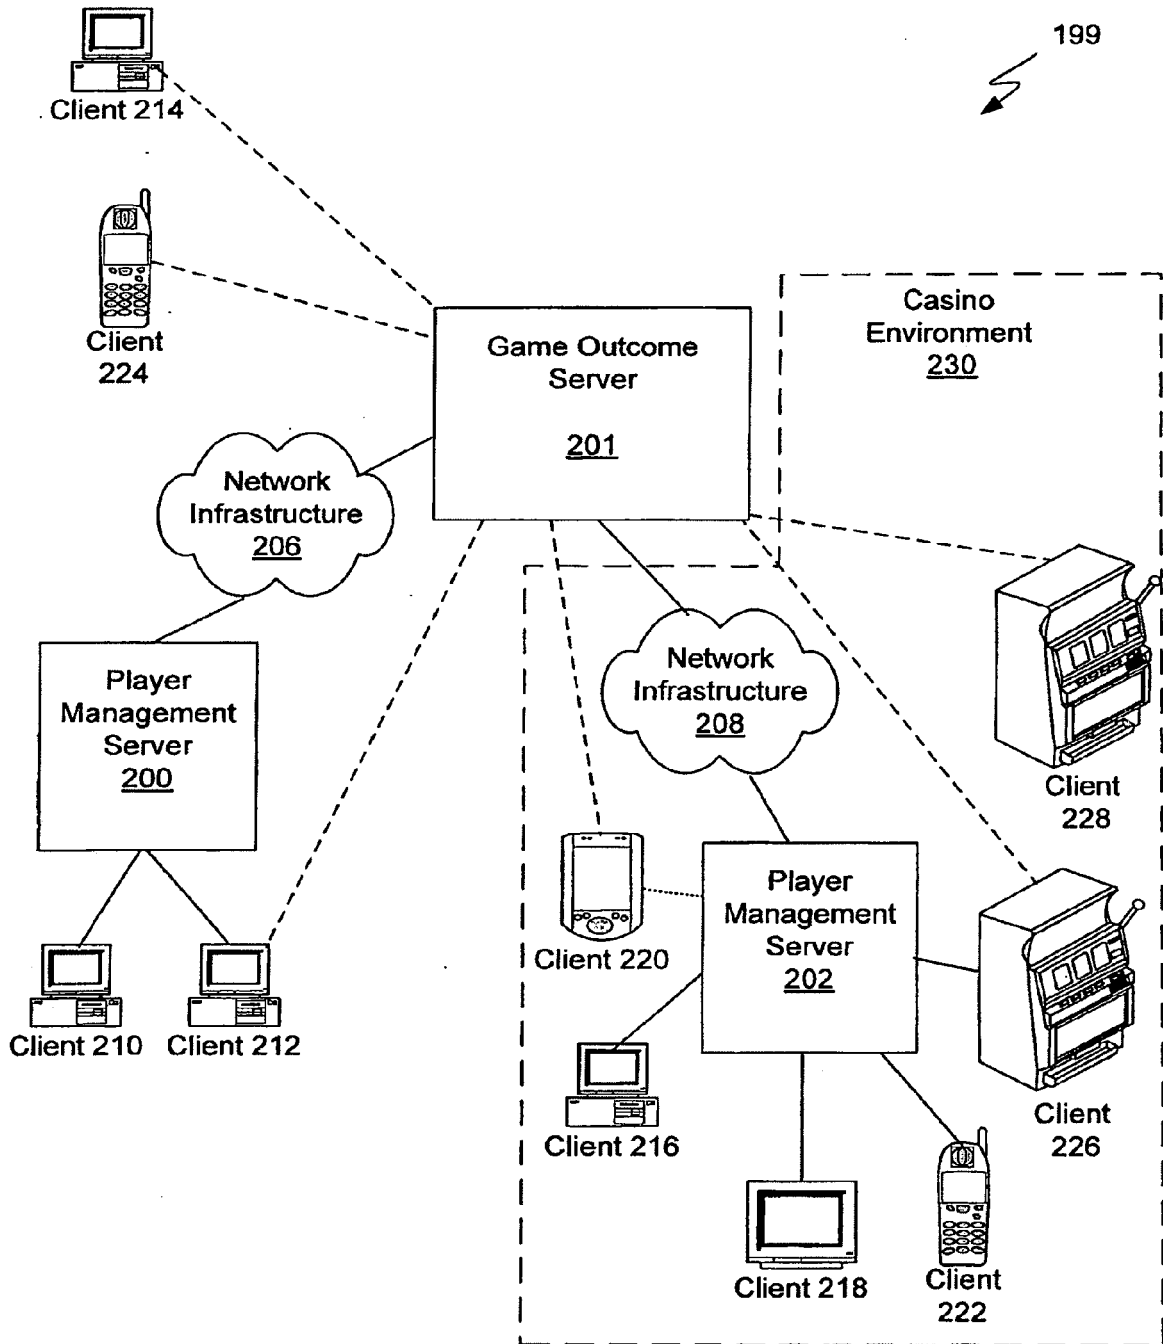 199
Client 214
Client
224
Game Outcome
Server
201
Casino
Environment
230
Network
Infrastructure
206
Network
Infrastructure
208
Player
Management
Server
200
Client
228
Player
Management
Server
202
Client 220
Client 210
Client 212
Client 216
Client
226
Client 218
Client
222